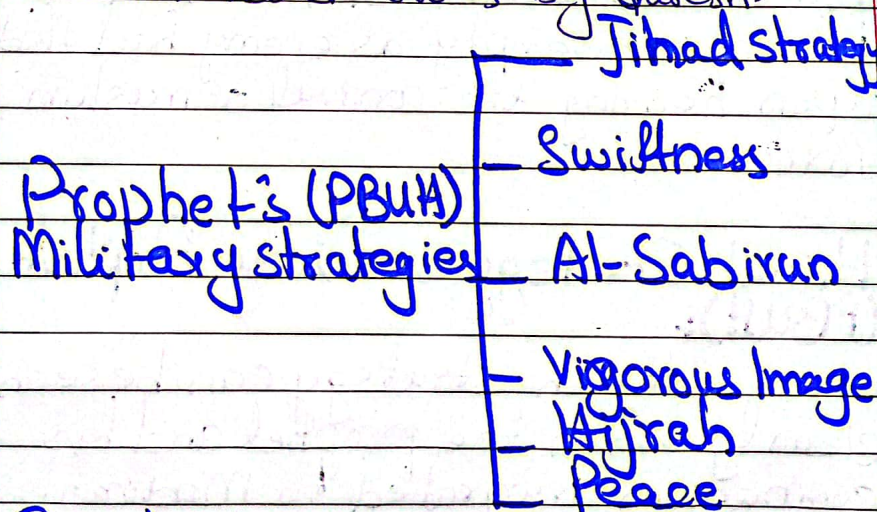 Jihad strategy
Swiftness
Prophet's (PBUH)
Military strategies
Al-Sabirun
Vigorous Image
Hijrah
Peace